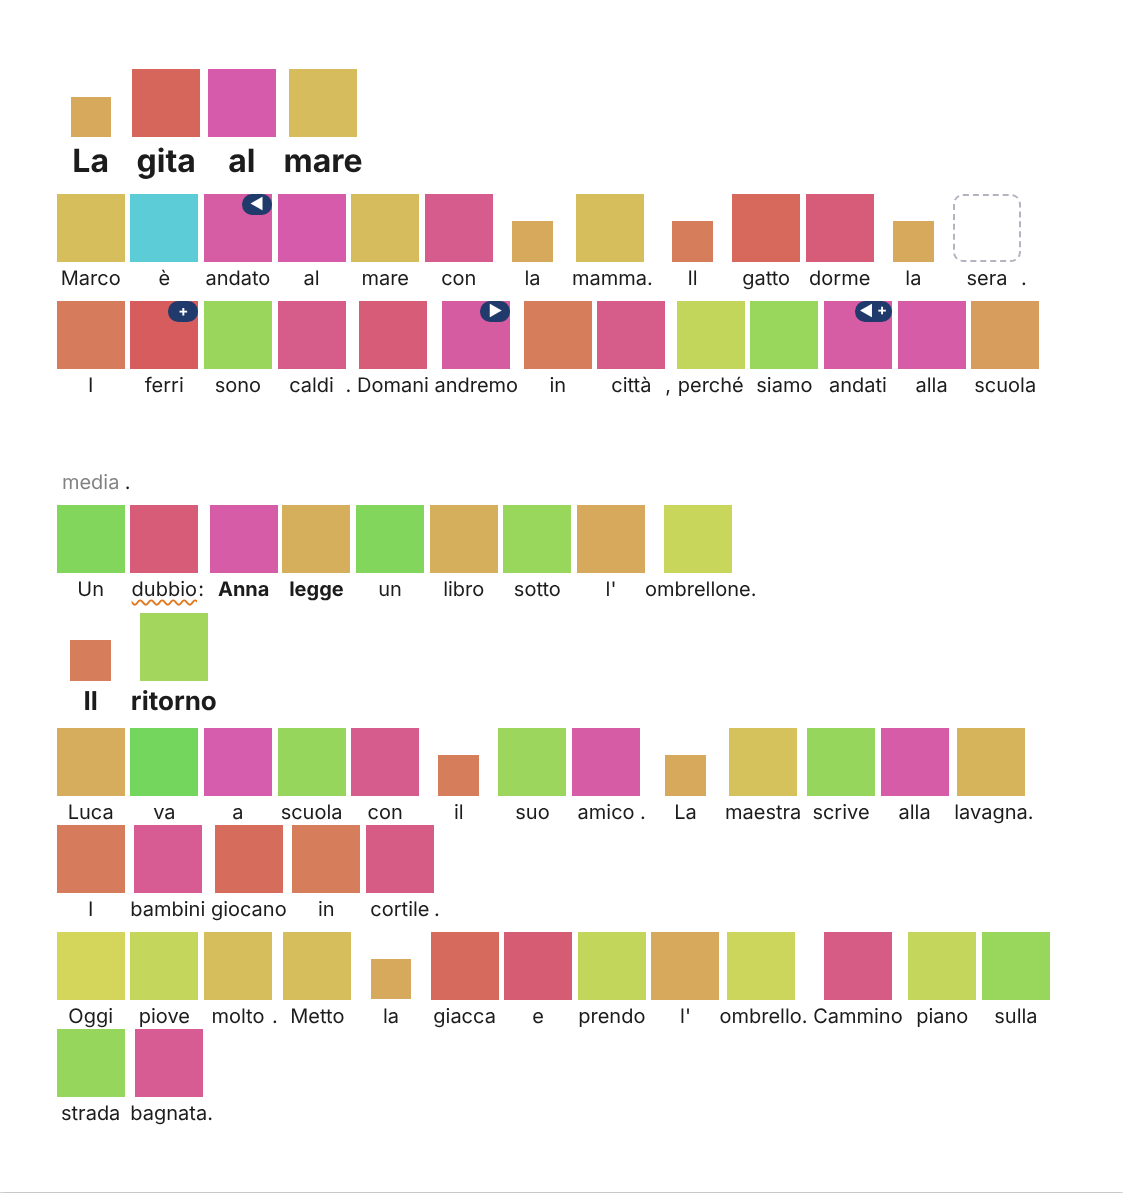 La gita al mare
Marco è andato al mare con la mamma. Il gatto dorme la sera .
I ferri sono caldi . Domani andremo in città , perché siamo andati alla scuola
media .
Un dubbio: Anna legge un libro sotto l' ombrellone.
Il ritorno
Luca va a scuola con il suo amico . La maestra scrive alla lavagna.
I bambini giocano in cortile .
Oggi piove molto . Metto la giacca e prendo l' ombrello. Cammino piano sulla
strada bagnata.